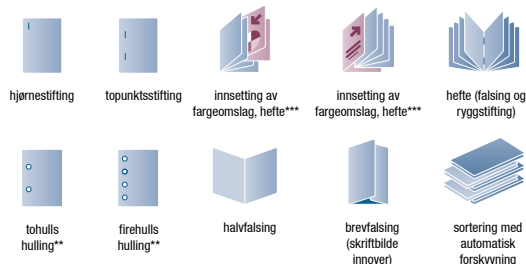 hjørnestifting
topunktsstifting
innsetting av
fargeomslag, hefte***
innsetting av
fargeomslag, hefte***
hefte (falsing og
ryggstifting)
tohulls
hulling**
firehulls
hulling**
halvfalsing
brevfalsing
(skriftbilde
innover)
sortering med
automatisk
forskyvning